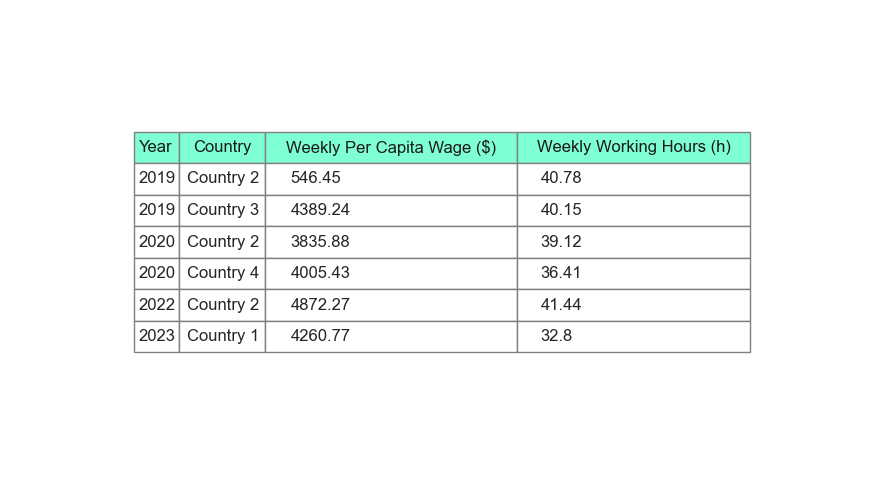 Year Country Weekly Per Capita Wage ($) Weekly Working Hours (h)
2019 Country 2 546.45 40.78
2019 Country 3 4389.24 40.15
2020 Country 2 3835.88 39.12
2020 Country 4 4005.43 36.41
2022 Country 2 4872.27 41.44
2023 Country 1 4260.77 32.8